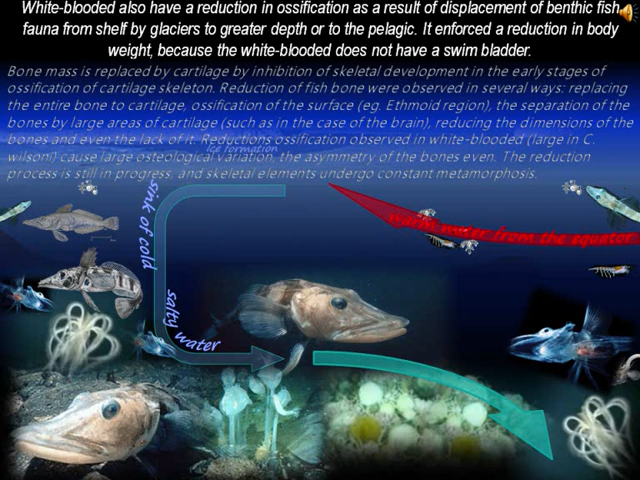 White-blooded also have a reduction in ossification as a result of displacement of benthic fish
fauna from shelf by glaciers to greater depth or to the pelagic. It enforced a reduction in body
weight, because the white-blooded does not have a swim bladder.
Bone mass is replaced by cartilage by inhibition of skeletal development in the early stages of
ossification of cartilage skeleton. Reduction of fish bone were observed in several ways: replacing
the entire bone to cartilage, ossification of the surface (eg. Ethmoid region), the separation of the
bones by large areas of cartilage (such as in the case of the brain), reducing the dimensions of the
bones and even the lack of it. Reductions ossification observed in white-blooded (large in C.
wilsoni) cause large osteological variation, the asymmetry of the bones even. The reduction
process is still in progress, and skeletal elements undergo constant metamorphosis.
Ice formation
sink of cold
salty water
warm water from the equator